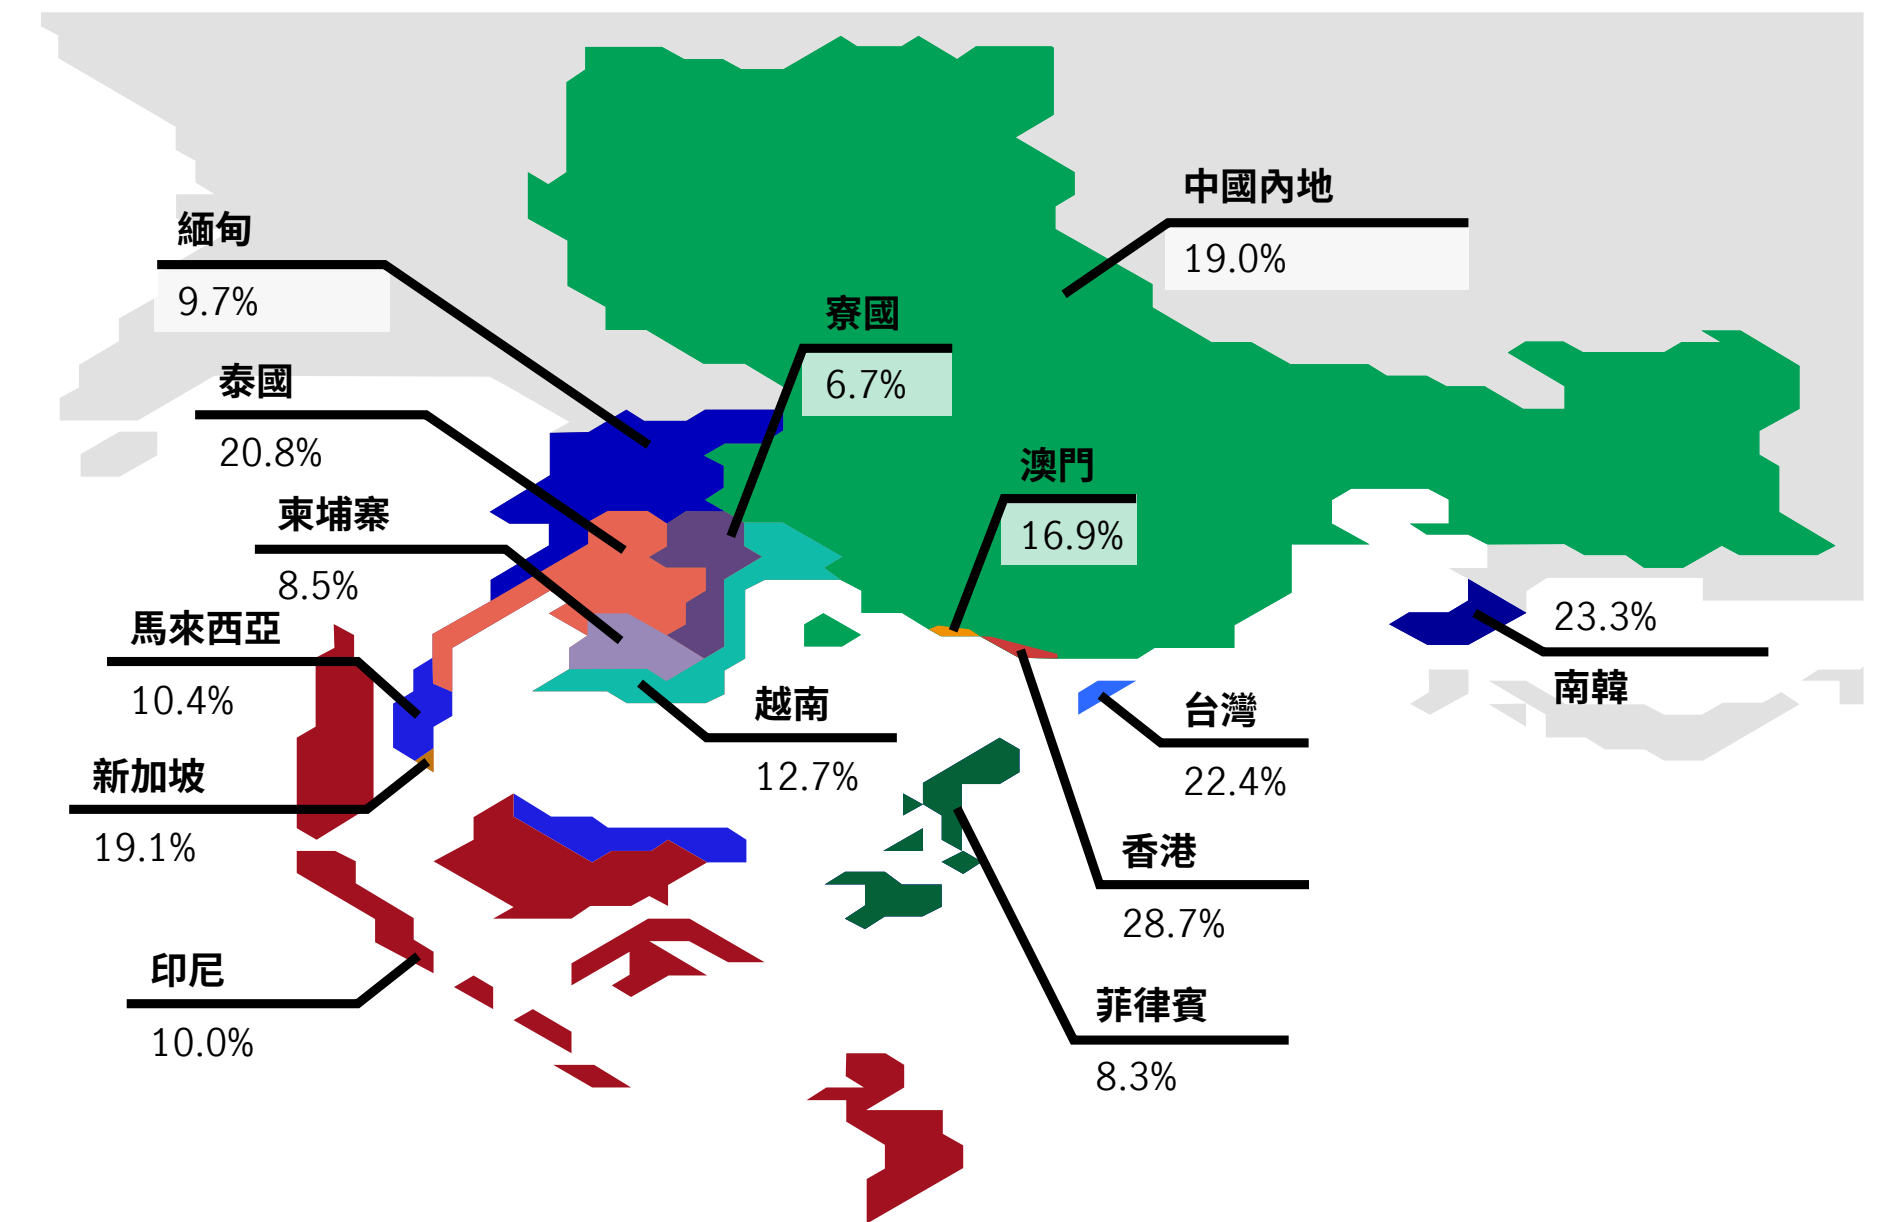 中國內地
19.0%
緬甸
9.7%
寮國
6.7%
泰國
20.8%
澳門
16.9%
柬埔寨
8.5%
馬來西亞
10.4%
23.3%
南韓
越南
12.7%
台灣
22.4%
新加坡
19.1%
香港
28.7%
印尼
10.0%
菲律賓
8.3%